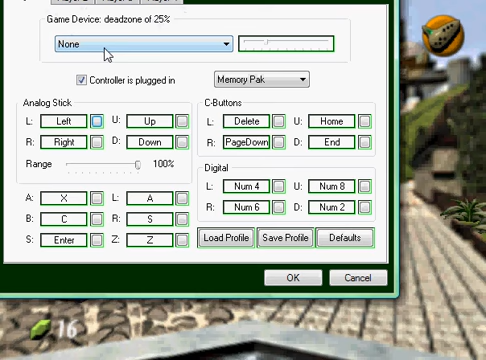 Game Device: deadzone of 25%
None
Controller is plugged in Memory Pak
Analog Stick
L: Left U: Up
R: Right D: Down
Range 100%
A: X L: A
B: C R: S
S: Enter Z: Z
C-Buttons
L: Delete U: Home
R: PageDown D: End
Digital
L: Num 4 U: Num 8
R: Num 6 D: Num 2
Load Profile Save Profile Defaults
OK Cancel
16